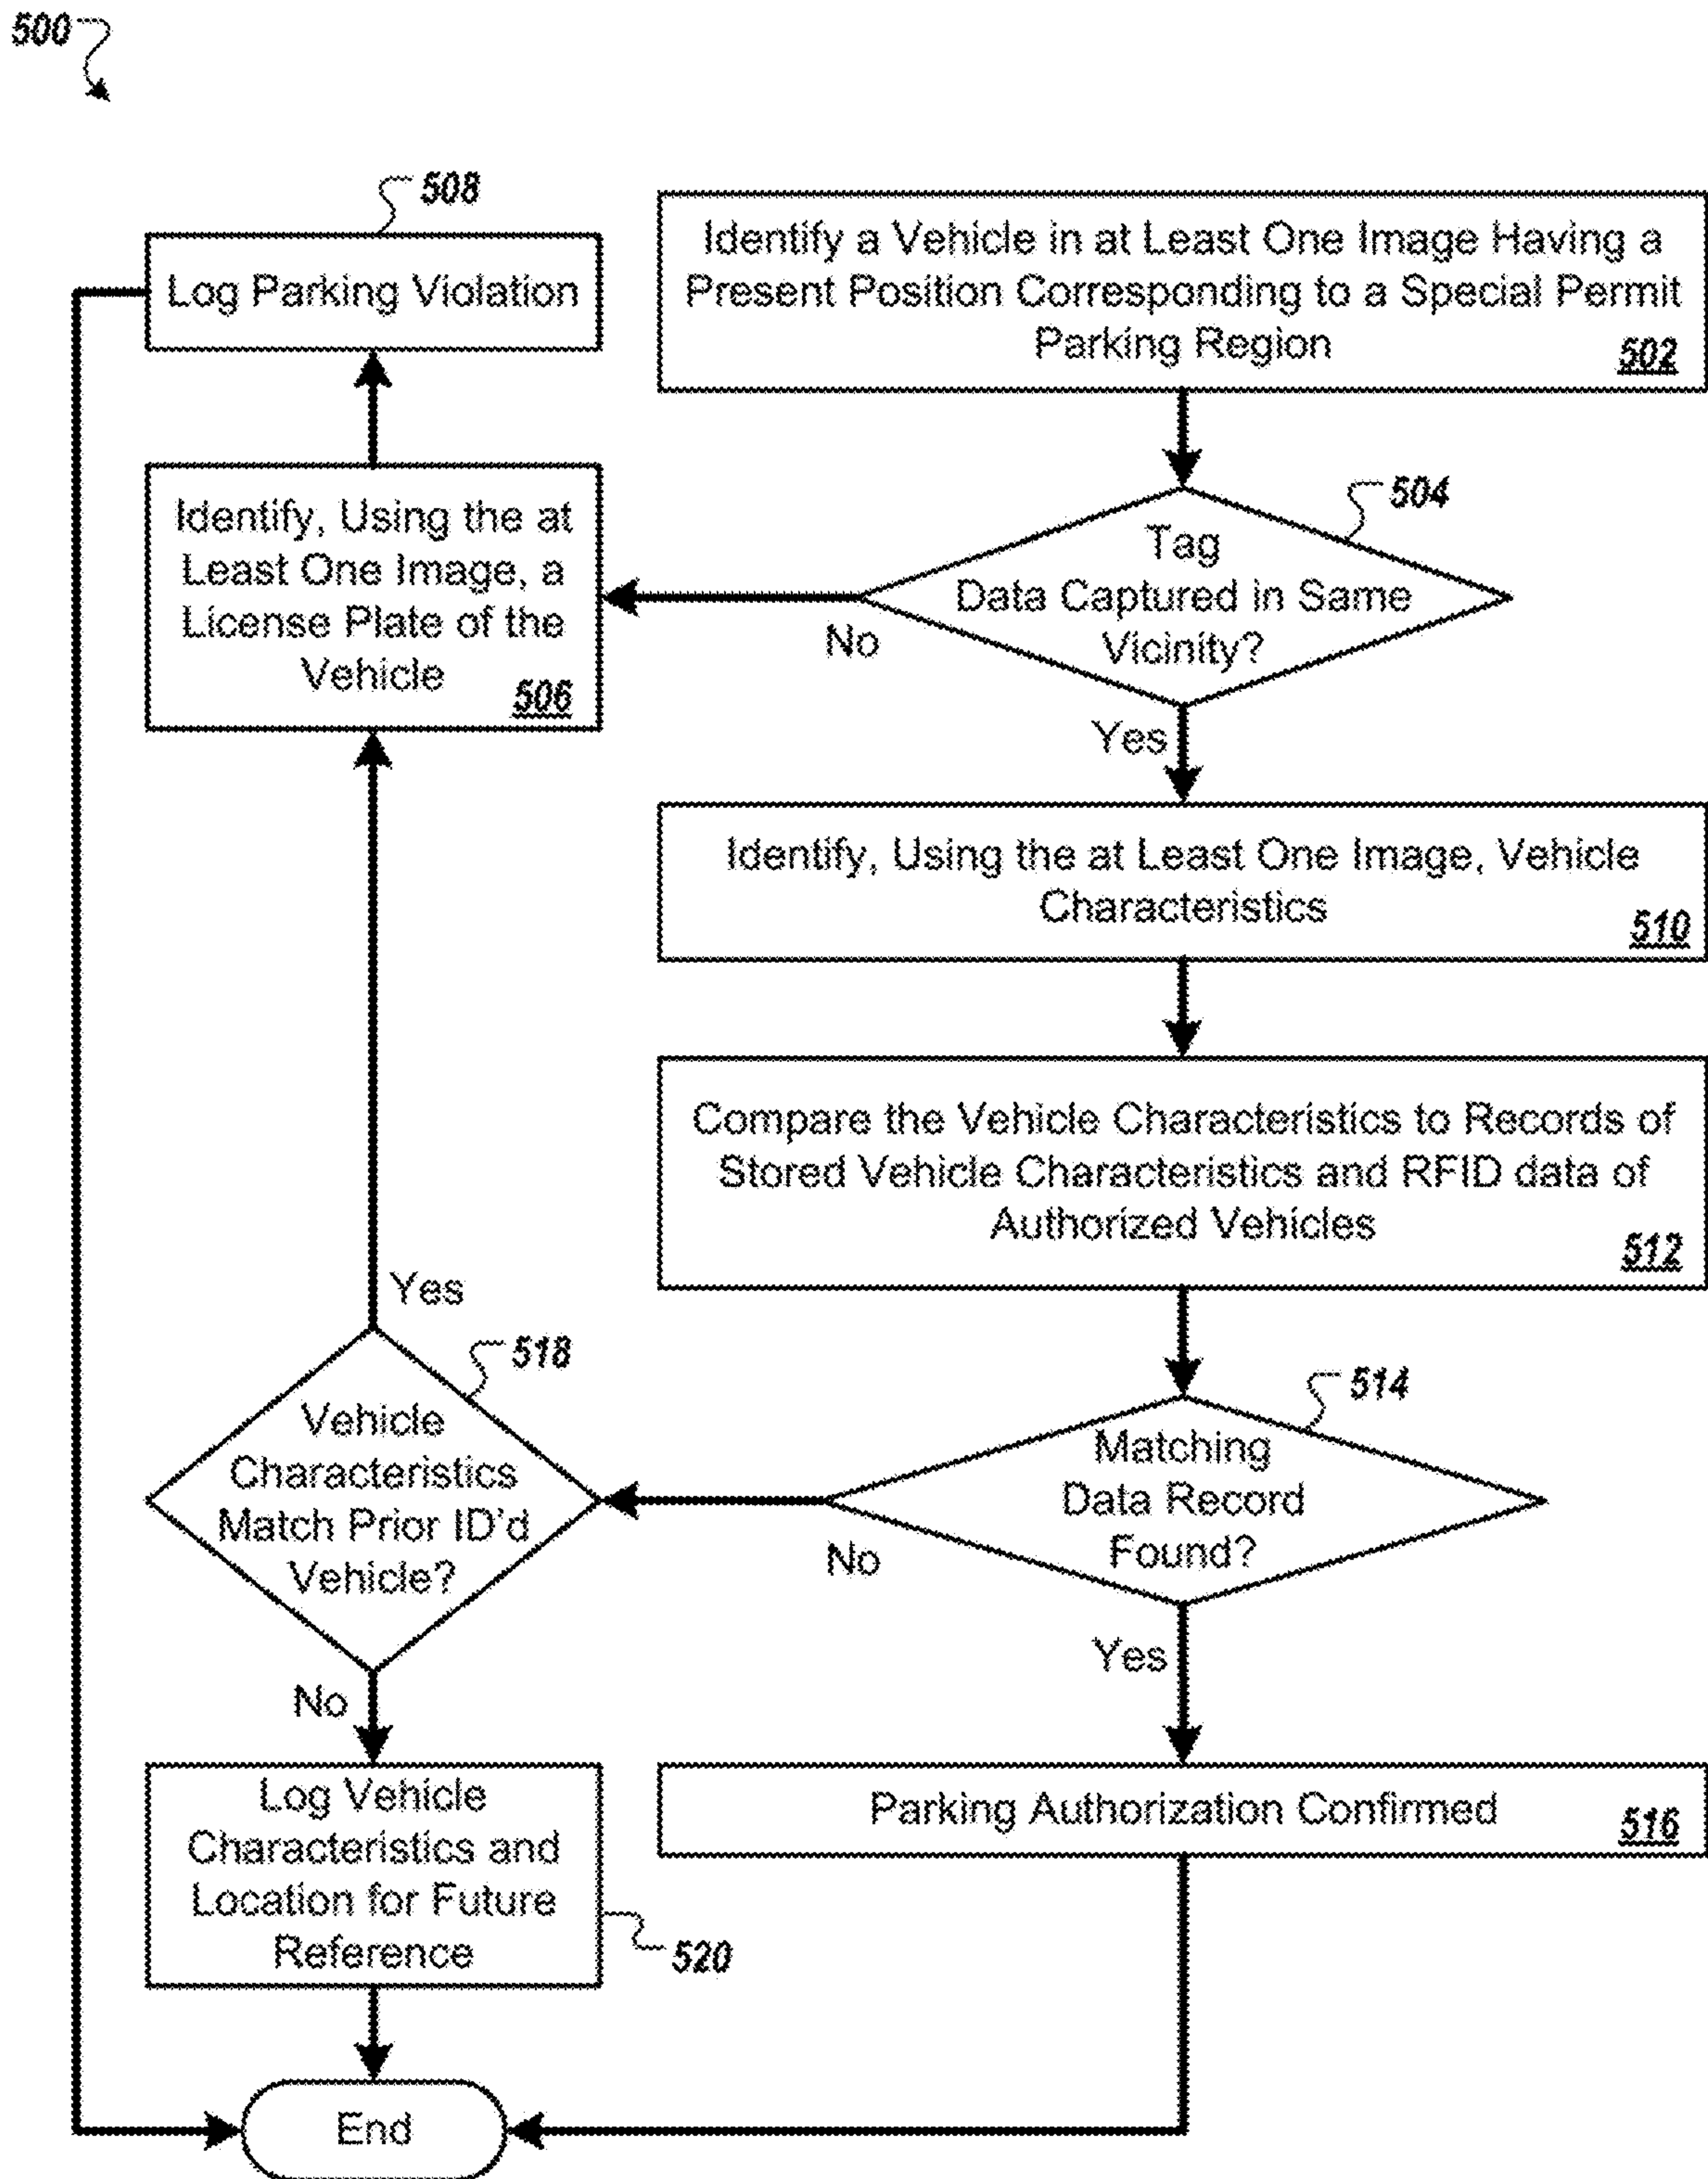 500
508
Log Parking Violation
Identify a Vehicle in at Least One Image Having a
Present Position Corresponding to a Special Permit
Parking Region
502
504
Tag
Data Captured in Same
Vicinity?
No
Yes
Identify, Using the at
Least One Image, a
License Plate of the
Vehicle
506
Identify, Using the at Least One Image, Vehicle
Characteristics
510
Compare the Vehicle Characteristics to Records of
Stored Vehicle Characteristics and RFID data of
Authorized Vehicles
512
514
Matching
Data Record
Found?
No
Yes
Yes
518
Vehicle
Characteristics
Match Prior ID'd
Vehicle?
No
Parking Authorization Confirmed
516
Log Vehicle
Characteristics and
Location for Future
Reference
520
End